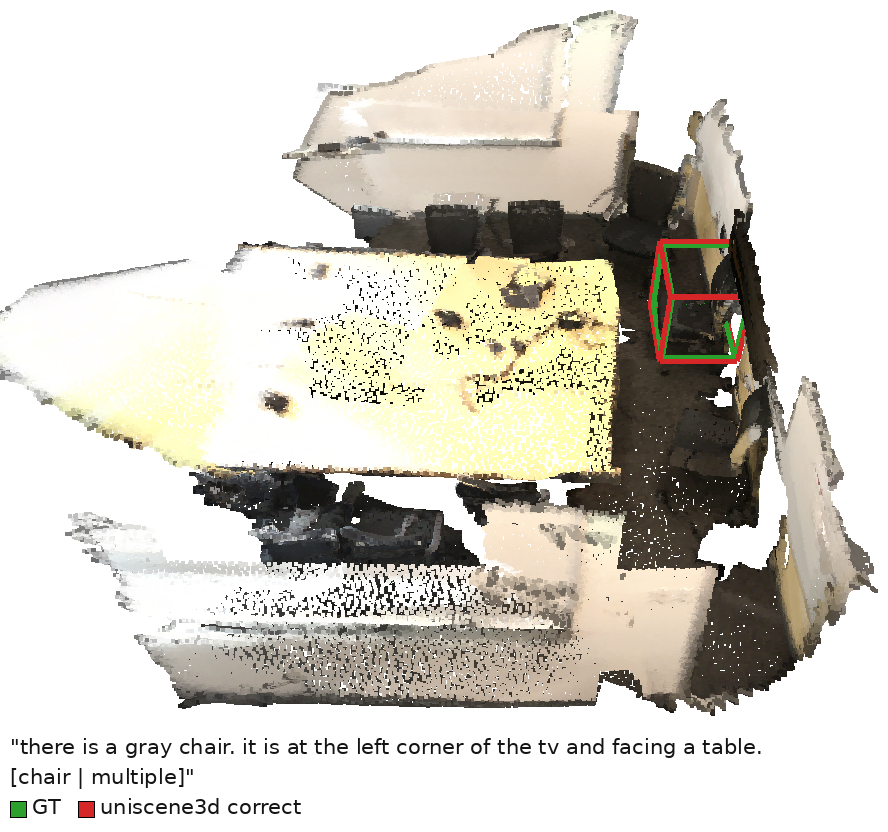 "there is a gray chair. it is at the left corner of the tv and facing a table.
[chair | multiple]"
GT uniscene3d correct